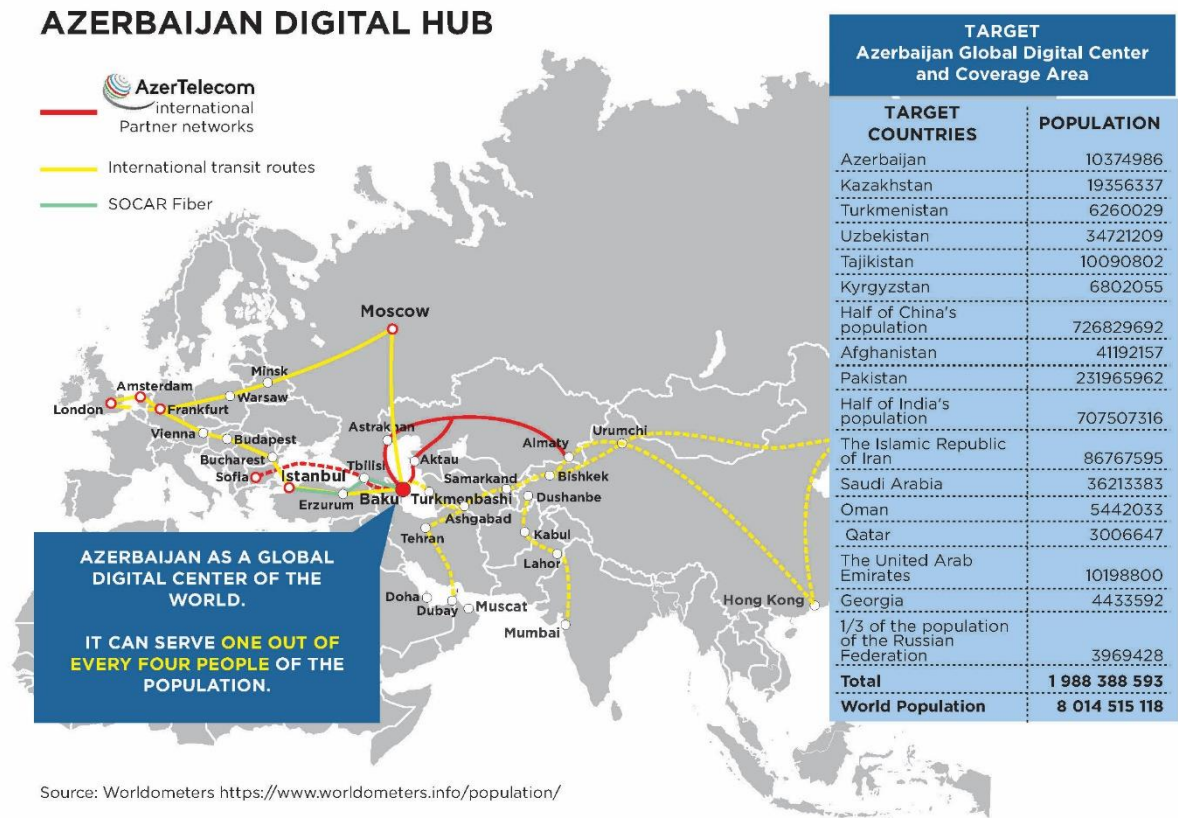 AZERBAIJAN DIGITAL HUB
AzerTelecom
international
Partner networks
International transit routes
SOCAR Fiber
Moscow
Minsk
Amsterdam
Warsaw
London
Frankfurt
Vienna
Budapest
Astrakhan
Almaty
Urumchi
Bucharest
Tbilisi
Aktau
Sofia
Istanbul
Samarkand
Bishkek
Baku
Turkmenbashi
Dushanbe
Erzurum
Ashgabad
Tehran
Kabul
Lahor
Doha
Dubay
Muscat
Hong Kong
Mumbai
AZERBAIJAN AS A GLOBAL
DIGITAL CENTER OF THE
WORLD.
IT CAN SERVE ONE OUT OF
EVERY FOUR PEOPLE OF THE
POPULATION.
Source: Worldometers https://www.worldometers.info/population/
TARGET
Azerbaijan Global Digital Center
and Coverage Area
TARGET
COUNTRIES
POPULATION
Azerbaijan 10374986
Kazakhstan 19356337
Turkmenistan 6260029
Uzbekistan 34721209
Tajikistan 10090802
Kyrgyzstan 6802055
Half of China's
population 726829692
Afghanistan 41192157
Pakistan 231965962
Half of India's
population 707507316
The Islamic Republic
of Iran 86767595
Saudi Arabia 36213383
Oman 5442033
Qatar 3006647
The United Arab
Emirates 10198800
Georgia 4433592
1/3 of the population
of the Russian
Federation 3969428
Total 1 988 388 593
World Population 8 014 515 118